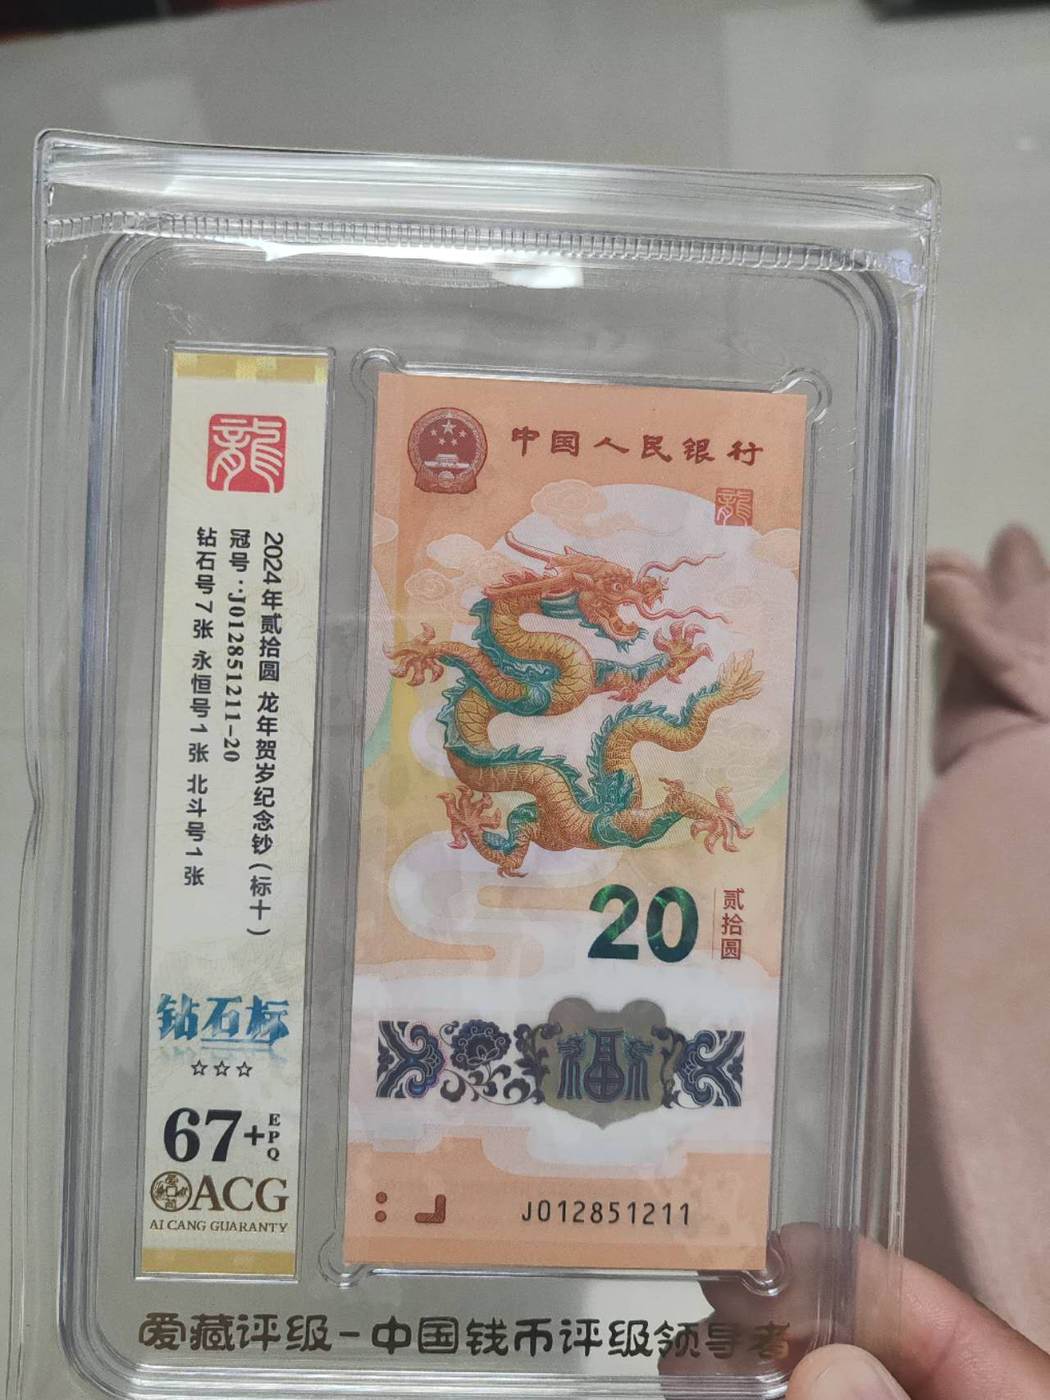 龍
2024年贰拾圆 龙年贺岁纪念钞(标十)
冠号:J012851211-20
钻石号7张 永恒号1张 北斗号1张
钻石标
☆☆☆
67+EPQ
ACG
AI CANG GUARANTY
中国人民银行
龍
20
贰拾圆
福
J012851211
爱藏评级-中国钱币评级领导者